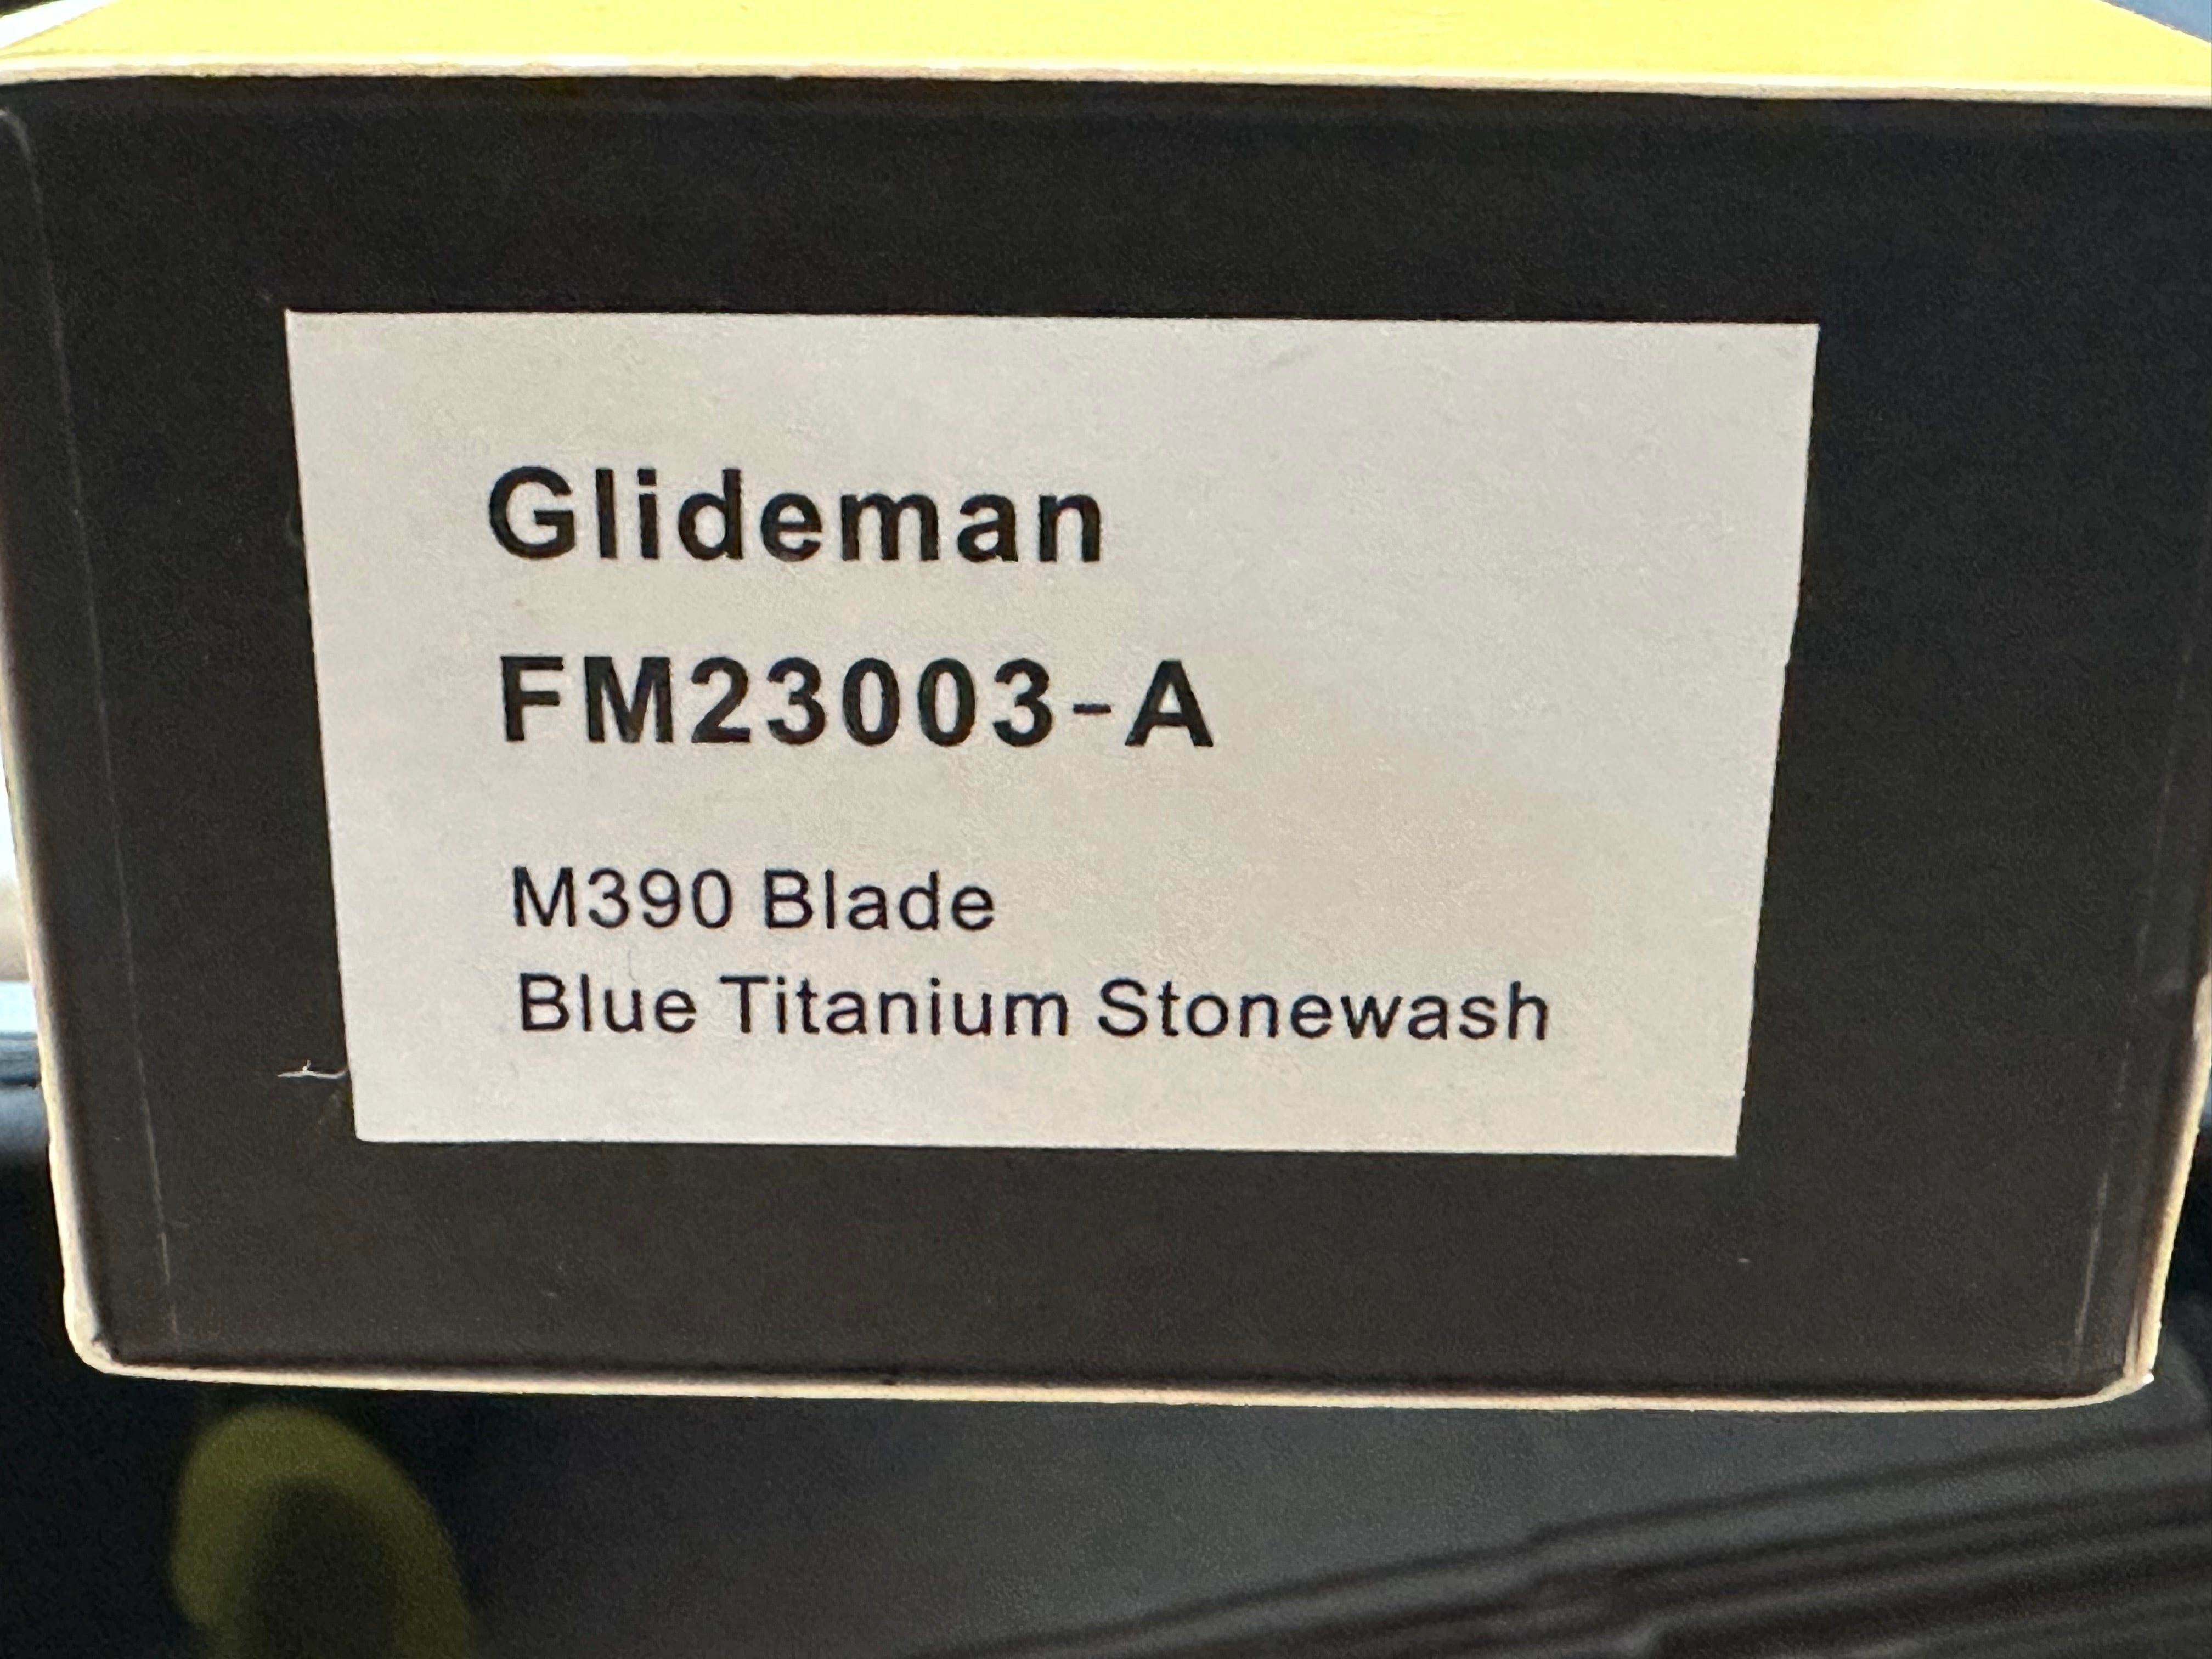 Glideman
FM23003-A
M390 Blade
Blue Titanium Stonewash